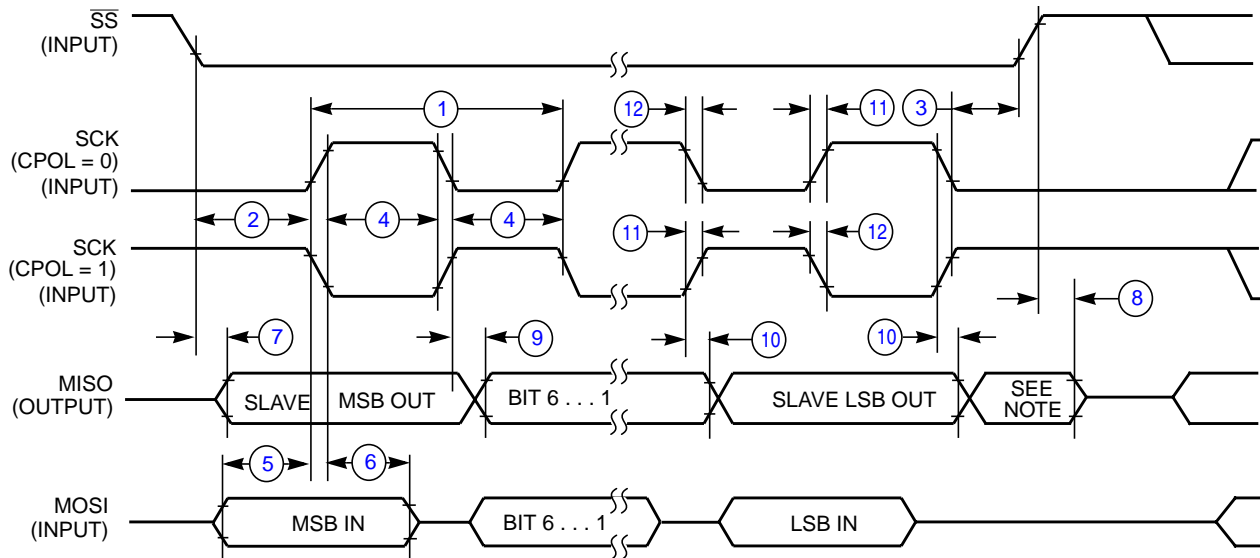 SS
(INPUT)
1
12
11
3
SCK
(CPOL = 0)
(INPUT)
2
4
4
11
12
SCK
(CPOL = 1)
(INPUT)
8
7
9
10
10
MISO
(OUTPUT)
SLAVE
MSB OUT
BIT 6 . . . 1
SLAVE LSB OUT
SEE
NOTE
5
6
MOSI
(INPUT)
MSB IN
BIT 6 . . . 1
LSB IN